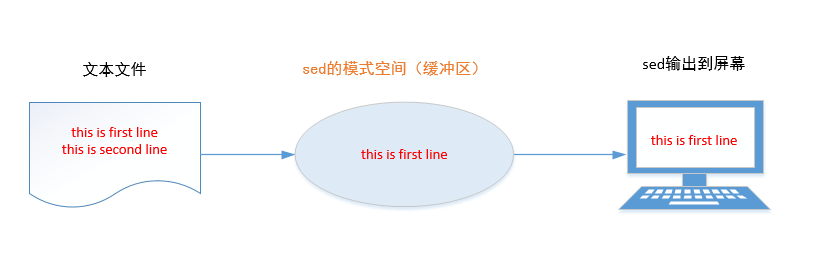 文本文件
this is first line
this is second line
sed的模式空间（缓冲区）
this is first line
sed输出到屏幕
this is first line